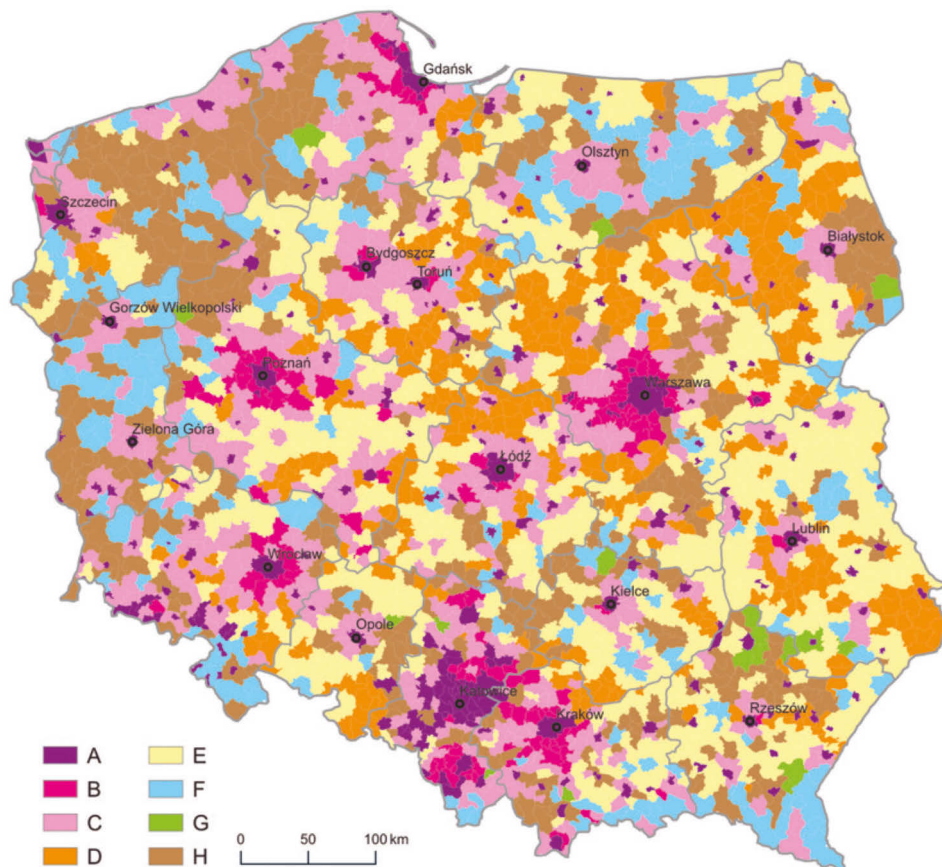 Gdańsk
Olsztyn
Szczecin
Białystok
Bydgoszcz
Toruń
Gorzów Wielkopolski
Poznań
Warszawa
Zielona Góra
Łódź
Lublin
Wrocław
Kielce
Opole
Katowice
Rzeszów
Kraków
A E
B F
C G
D H
0 50 100 km